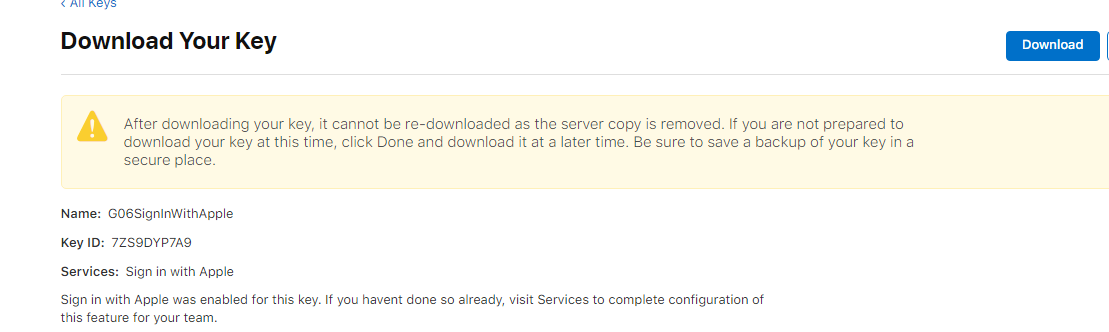 < All Keys
Download Your Key
Download
After downloading your key, it cannot be re-downloaded as the server copy is removed. If you are not prepared to
download your key at this time, click Done and download it at a later time. Be sure to save a backup of your key in a
secure place.
Name: G06SignInWithApple
Key ID: 7ZS9DYP7A9
Services: Sign in with Apple
Sign in with Apple was enabled for this key. If you havent done so already, visit Services to complete configuration of
this feature for your team.